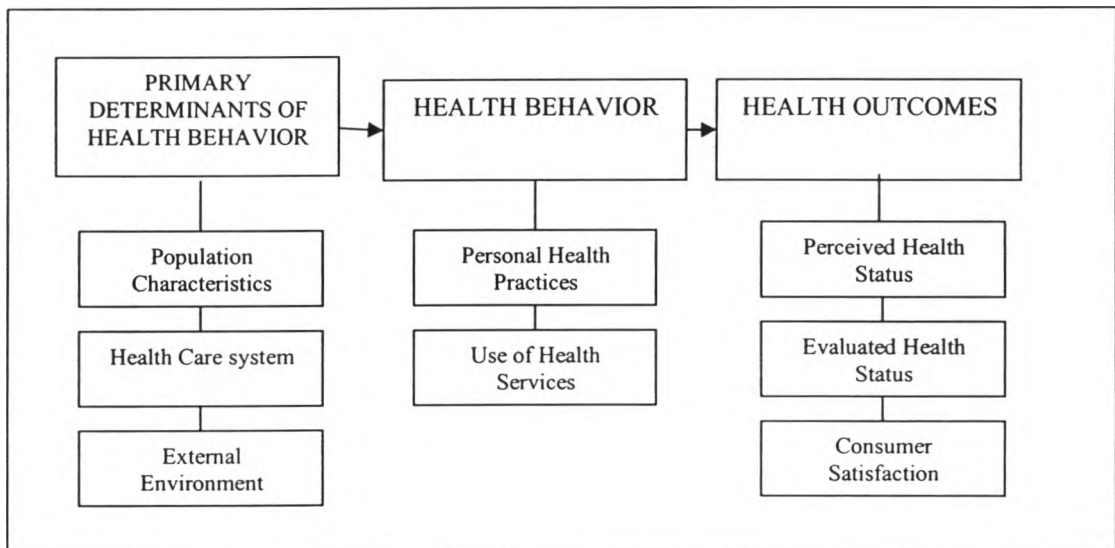 PRIMARY
DETERMINANTS OF
HEALTH BEHAVIOR
HEALTH BEHAVIOR
HEALTH OUTCOMES
Population
Characteristics
Health Care system
External
Environment
Personal Health
Practices
Use of Health
Services
Perceived Health
Status
Evaluated Health
Status
Consumer
Satisfaction